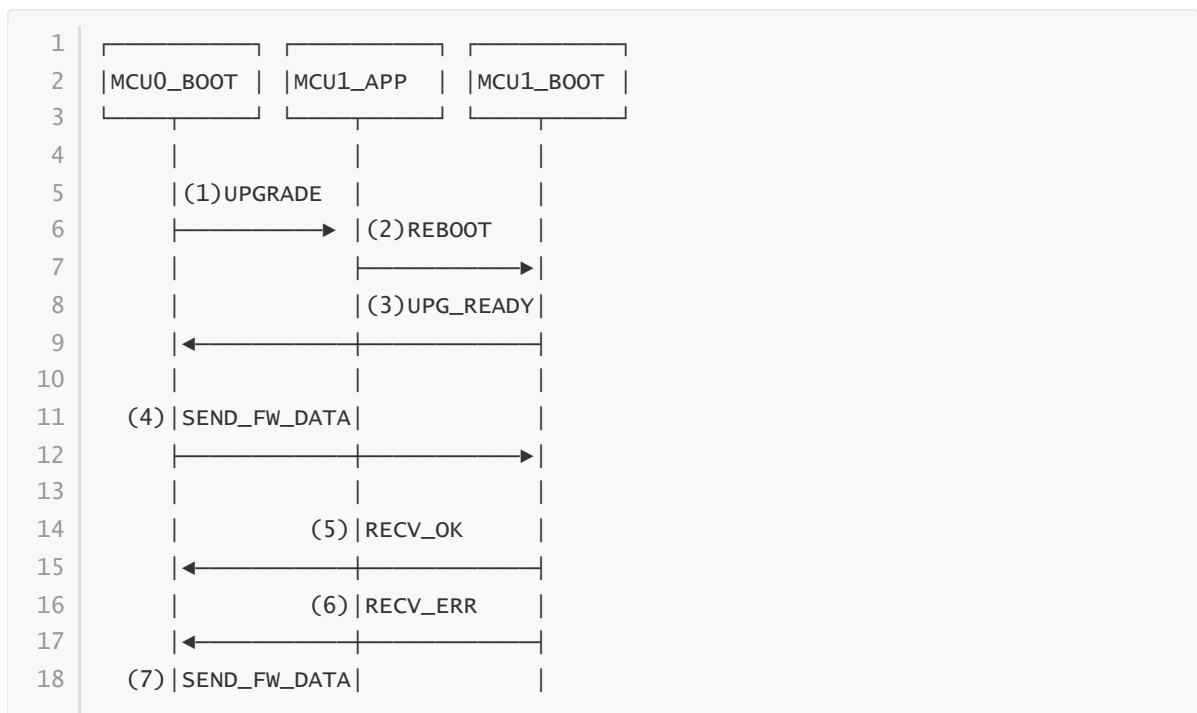 1
2 |MCU0_BOOT | |MCU1_APP | |MCU1_BOOT |
3
4 | | |
5 |(1)UPGRADE | |
6 ├──────────► |(2)REBOOT |
7 | ├───────────►|
8 | |(3)UPG_READY|
9 |◄───────────┼────────────┤
10 | | |
11 (4)|SEND_FW_DATA| |
12 ├────────────┼───────────►|
13 | | |
14 | (5)|RECV_OK |
15 |◄───────────┼────────────┤
16 | (6)|RECV_ERR |
17 |◄───────────┼────────────┤
18 (7)|SEND_FW_DATA| |